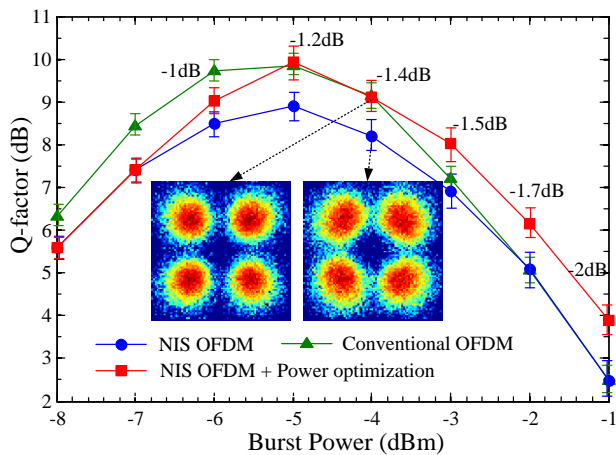 11
10
9
8
7
6
5
4
3
2
Q-factor (dB)
-1dB
-1.2dB
-1.4dB
-1.5dB
-1.7dB
-2dB
NIS OFDM
Conventional OFDM
NIS OFDM + Power optimization
-8 -7 -6 -5 -4 -3 -2 -1
Burst Power (dBm)